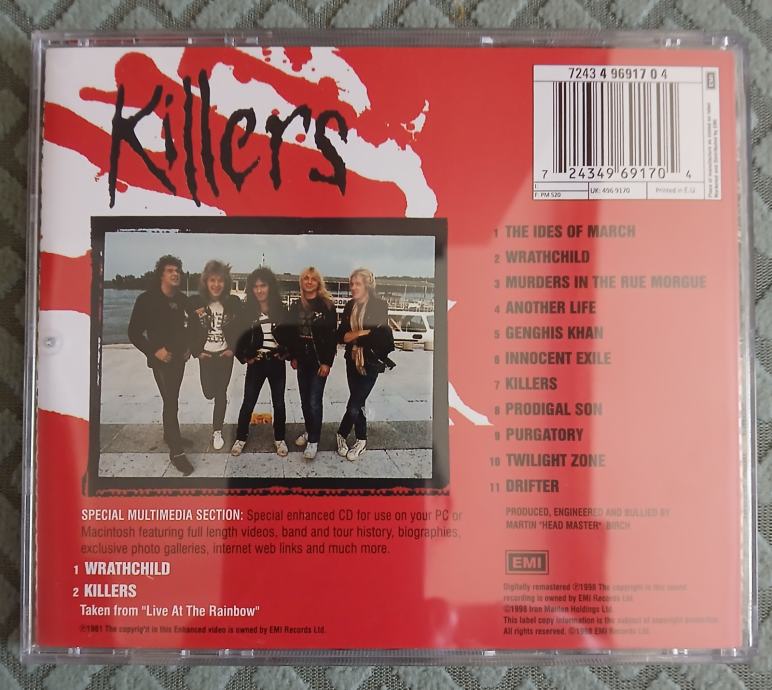 Killers
7243 4 96917 0 4
7 24349 69170 4
F: PM 520
UK: 496 9170
Printed in E.U
EMI
1 THE IDES OF MARCH
2 WRATHCHILD
3 MURDERS IN THE RUE MORGUE
4 ANOTHER LIFE
5 GENGHIS KHAN
6 INNOCENT EXILE
7 KILLERS
8 PRODIGAL SON
9 PURGATORY
10 TWILIGHT ZONE
11 DRIFTER
PRODUCED, ENGINEERED AND BULLIED BY
MARTIN "HEAD MASTER" BIRCH
SPECIAL MULTIMEDIA SECTION: Special enhanced CD for use on your PC or
Macintosh featuring full length videos, band and tour history, biographies,
exclusive photo galleries, internet web links and much more.
1 WRATHCHILD
2 KILLERS
Taken from "Live At The Rainbow"
℗1981 The copyright in this Enhanced video is owned by EMI Records Ltd.
EMI
Digitally remastered ℗1998 The copyright in this sound
recording is owned by EMI Records Ltd.
©1998 Iron Maiden Holdings Ltd.
This label copy information is the subject of copyright protection.
All rights reserved. ©1998 EMI Records Ltd.